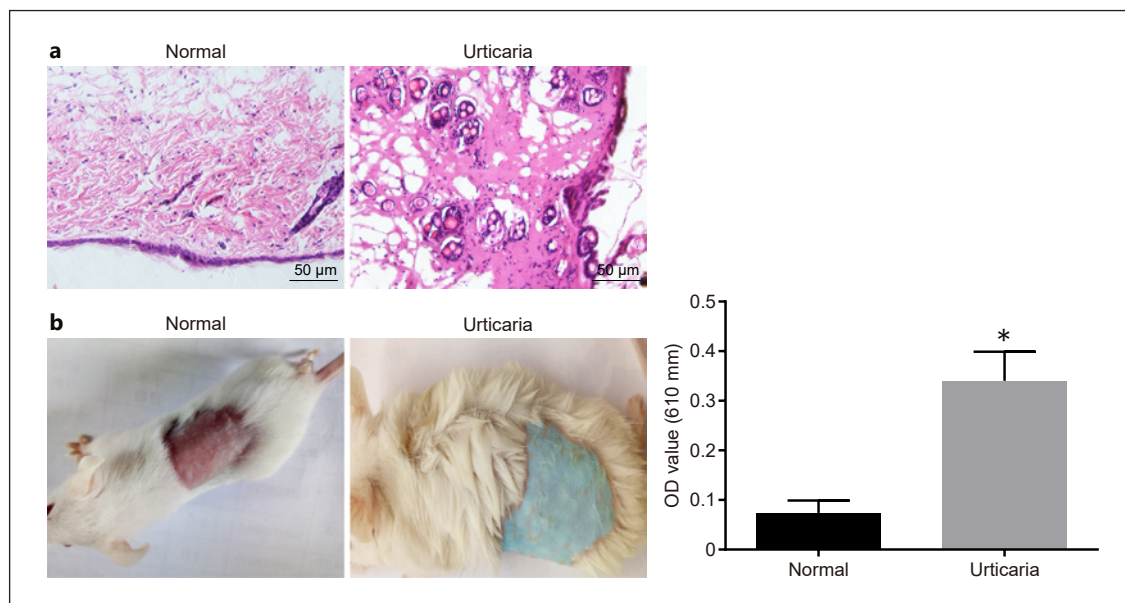 a
Normal
Urticaria
50 µm
50 µm
b
Normal
Urticaria
OD value (610 mm)
0.5
0.4
0.3
0.2
0.1
0
*
Normal
Urticaria